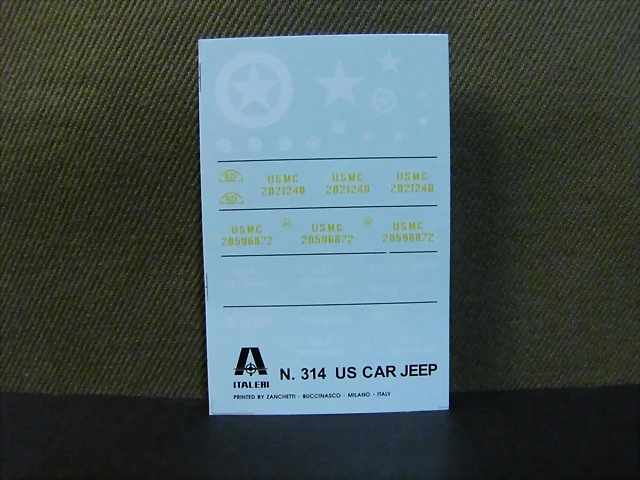 USMC USMC USMC
2021240 2021240 2021240
USMC USMC USMC
20596872 20596872 20596872
ITALERI
N. 314 US CAR JEEP
PRINTED BY ZANCHETTI - BUCCINASCO - MILANO - ITALY